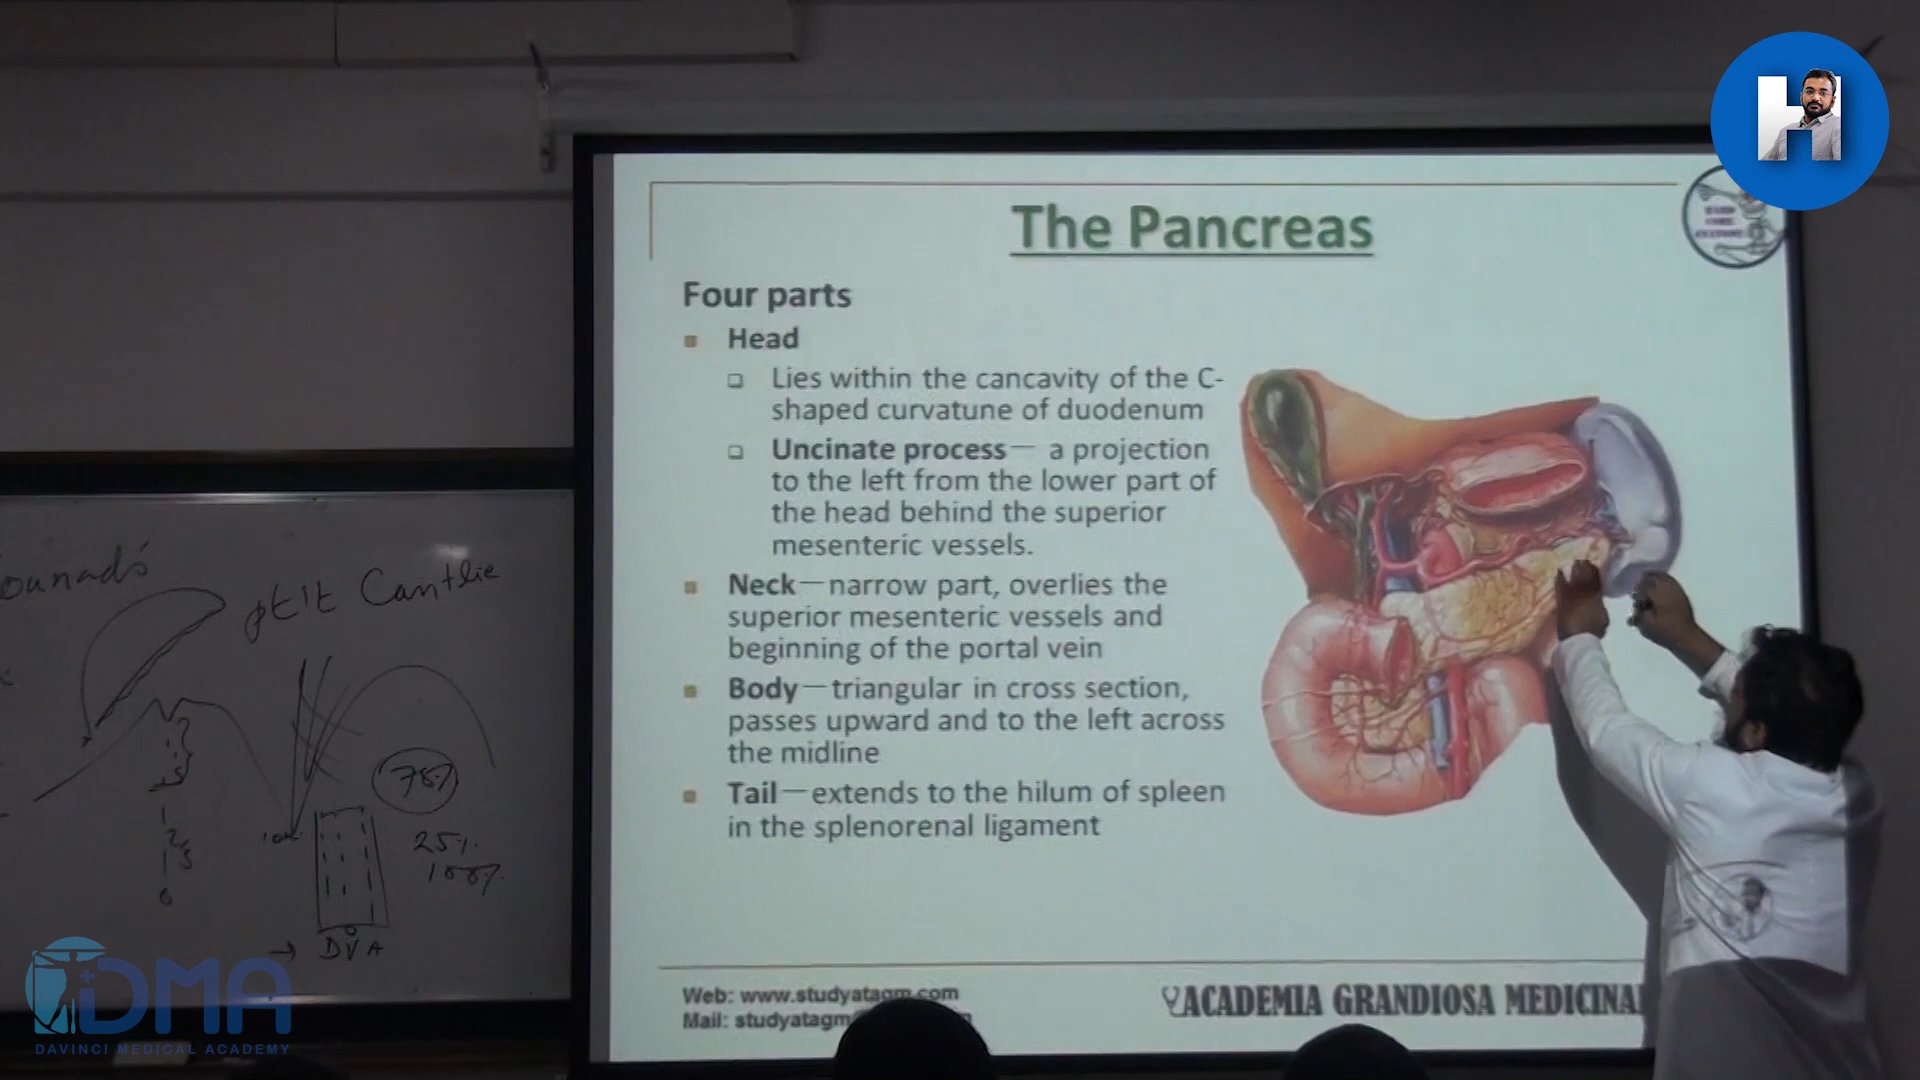 The Pancreas
Four parts
Head
Lies within the cancavity of the C-
shaped curvatune of duodenum
Uncinate process— a projection
to the left from the lower part of
the head behind the superior
mesenteric vessels.
Neck—narrow part, overlies the
superior mesenteric vessels and
beginning of the portal vein
Body—triangular in cross section,
passes upward and to the left across
the midline
Tail—extends to the hilum of spleen
in the splenorenal ligament
Web: www.studyatagm.com
Mail: studyatagm
ACADEMIA GRANDIOSA MEDICINA
H
Cantlie
75%
25%
100%
DVA
DMA
DAVINCI MEDICAL ACADEMY